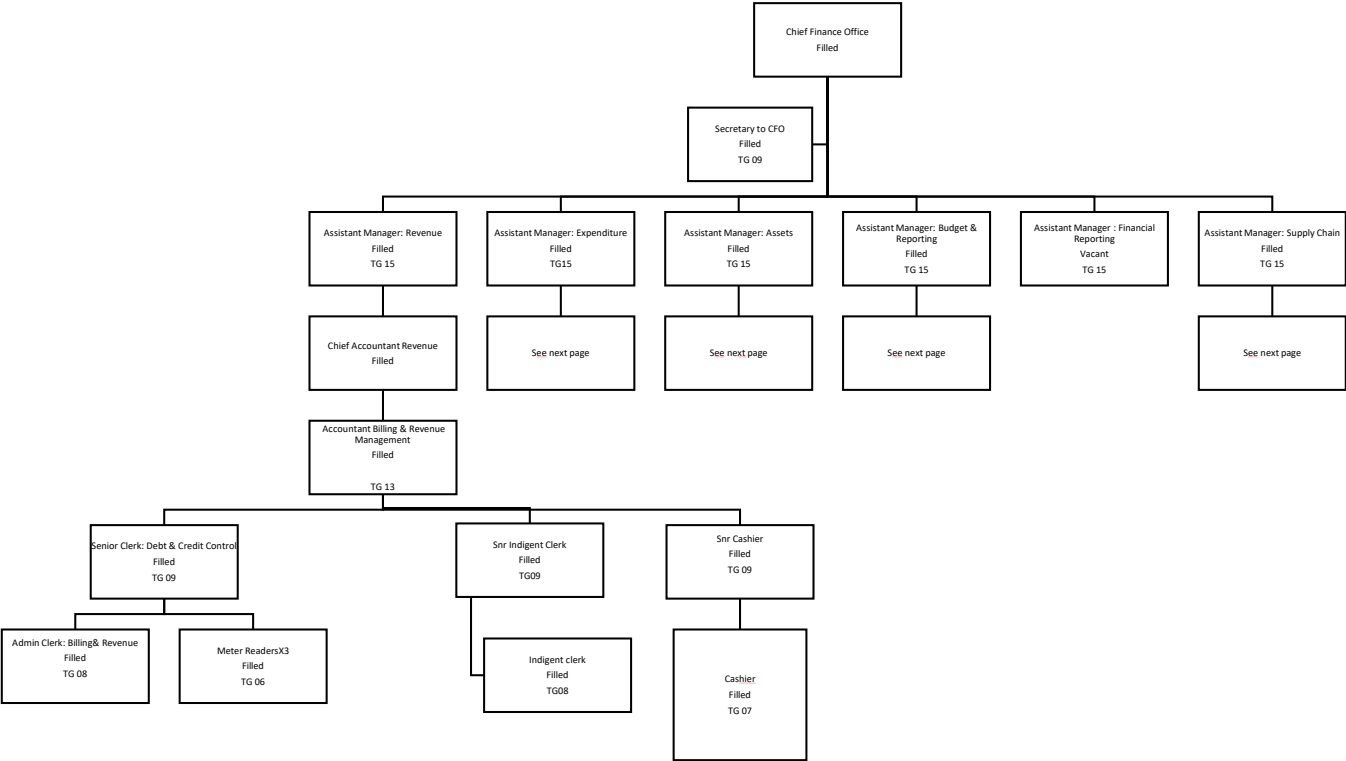 Chief Finance Office
Filled
Secretary to CFO
Filled
TG 09
Assistant Manager: Revenue
Filled
TG 15
Assistant Manager: Expenditure
Filled
TG15
Assistant Manager: Assets
Filled
TG 15
Assistant Manager: Budget &
Reporting
Filled
TG 15
Assistant Manager : Financial
Reporting
Vacant
TG 15
Assistant Manager: Supply Chain
Filled
TG 15
Chief Accountant Revenue
Filled
See next page
See next page
See next page
See next page
Accountant Billing & Revenue
Management
Filled
TG 13
Senior Clerk: Debt & Credit Control
Filled
TG 09
Snr Indigent Clerk
Filled
TG09
Snr Cashier
Filled
TG 09
Admin Clerk: Billing& Revenue
Filled
TG 08
Meter ReadersX3
Filled
TG 06
Indigent clerk
Filled
TG08
Cashier
Filled
TG 07